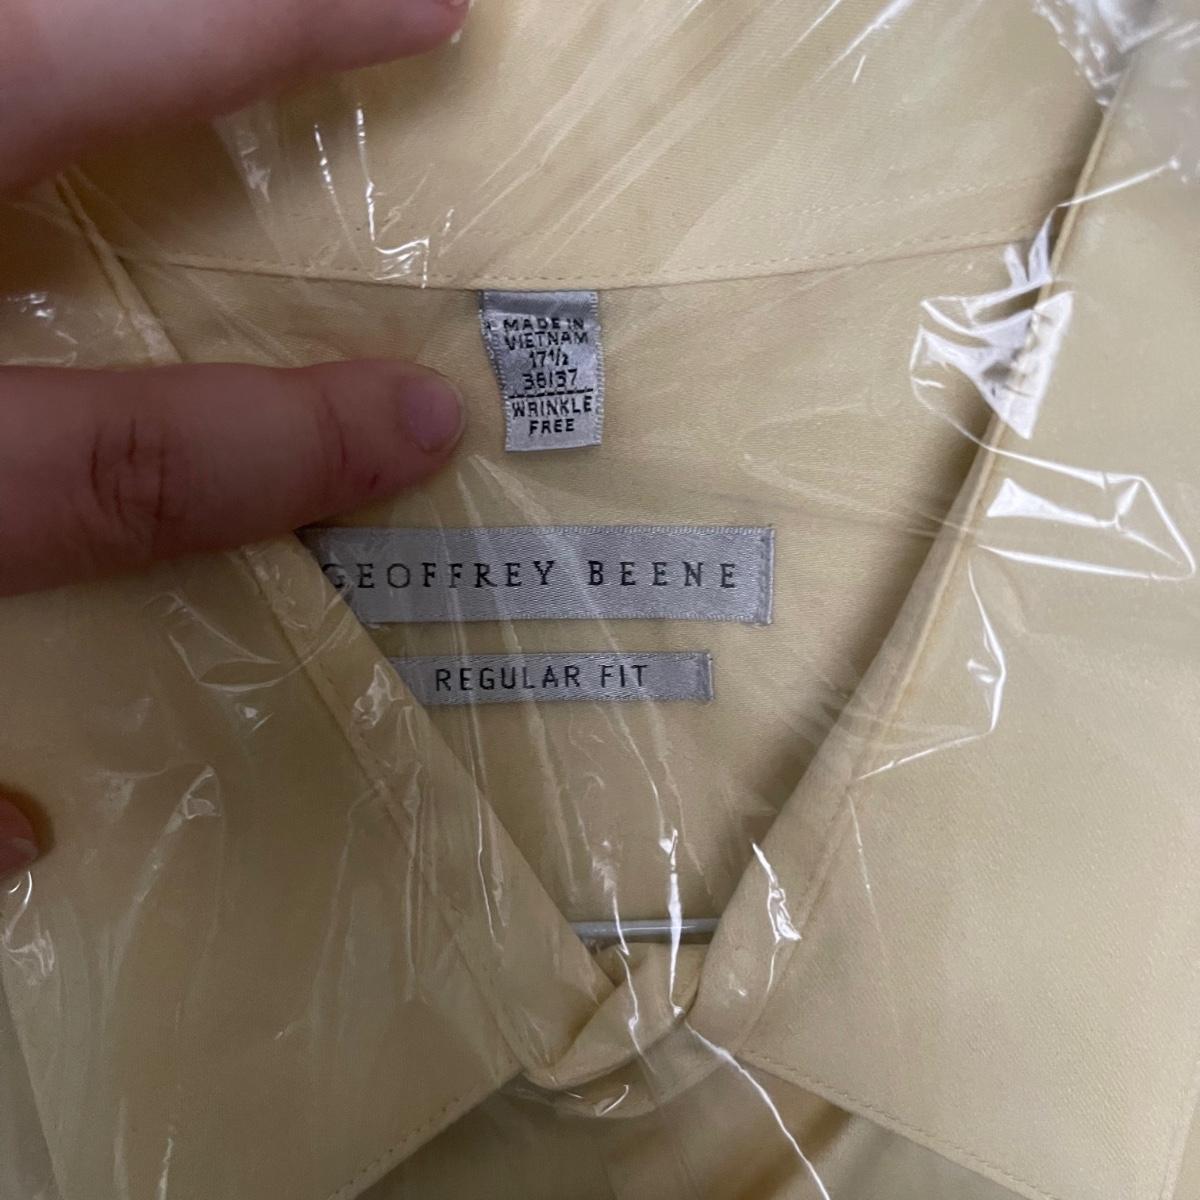 MADE IN
VIETNAM
17½
36/37
WRINKLE
FREE
GEOFFREY BEENE
REGULAR FIT